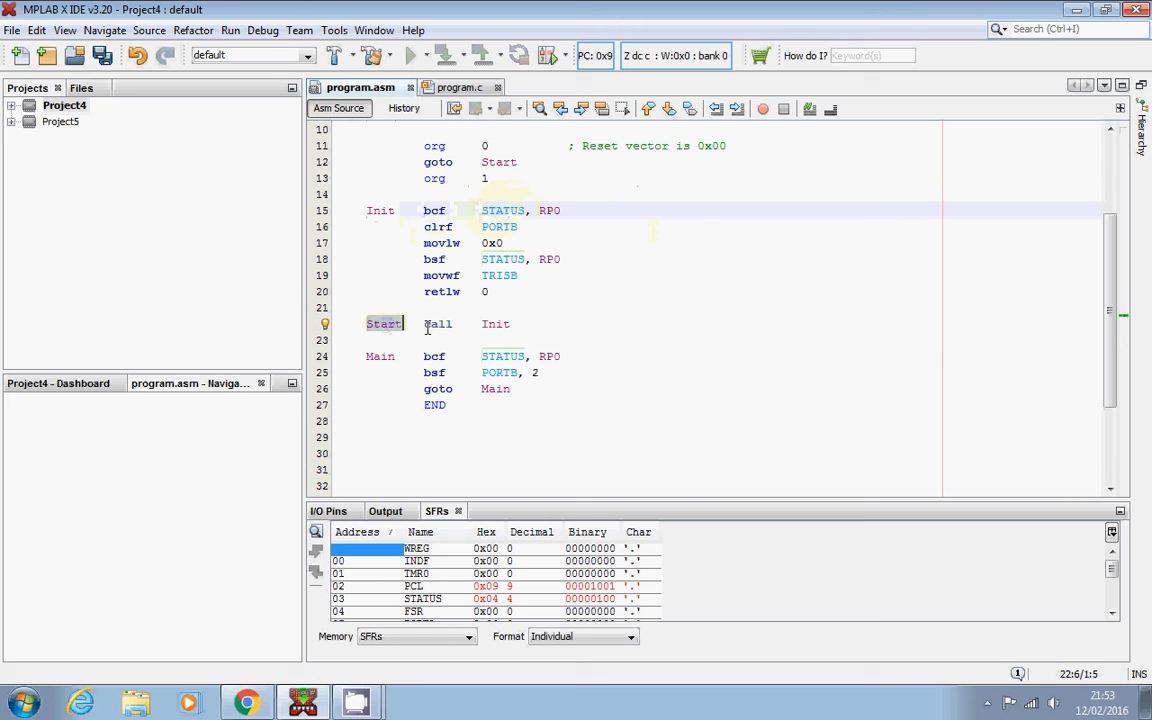 MPLAB X IDE v3.20 - Project4 : default
File Edit View Navigate Source Refactor Run Debug Team Tools Window Help
Search (Ctrl+I)
default
PC: 0x9
Z dc c : W:0x0 : bank 0
How do I?
Keyword(s)
Projects
Files
Project4
Project5
Project4 - Dashboard
program.asm - Naviga...
program.asm
program.c
Asm Source
History
10
11 org 0 ; Reset vector is 0x00
12 goto Start
13 org 1
14
15 Init bcf STATUS, RP0
16 clrf PORTB
17 movlw 0x0
18 bsf STATUS, RP0
19 movwf TRISB
20 retlw 0
21
Start call Init
23
24 Main bcf STATUS, RP0
25 bsf PORTB, 2
26 goto Main
27 END
28
29
30
31
32
I/O Pins
Output
SFRs
Address / Name Hex Decimal Binary Char
WREG 0x00 0 00000000 '.'
00 INDF 0x00 0 00000000 '.'
01 TMR0 0x00 0 00000000 '.'
02 PCL 0x09 9 00001001 '.'
03 STATUS 0x04 4 00000100 '.'
04 FSR 0x00 0 00000000 '.'
Memory SFRs
Format Individual
Hierarchy
22:6/1:5
INS
21:53
12/02/2016